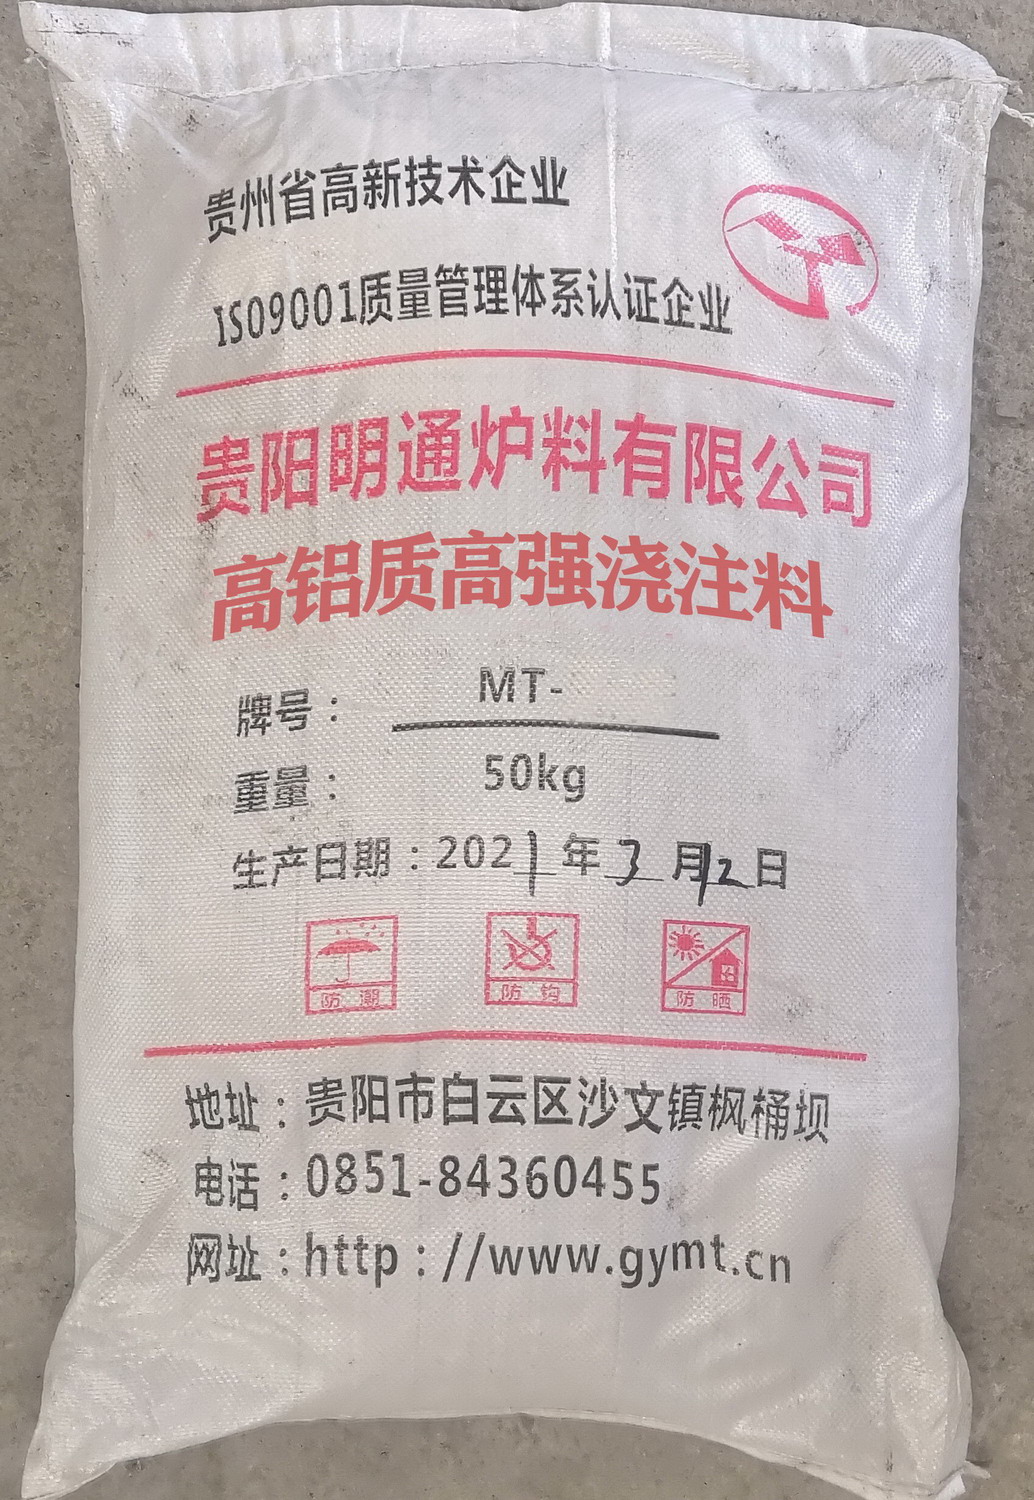 贵州省高新技术企业
ISO9001质量管理体系认证企业
贵阳明通炉料有限公司
高铝质高强浇注料
牌号：MT-
重量：50kg
生产日期：2021年3月12日
防潮 防钩 防晒
地址：贵阳市白云区沙文镇枫桶坝
电话：0851-84360455
网址：http://www.gymt.cn